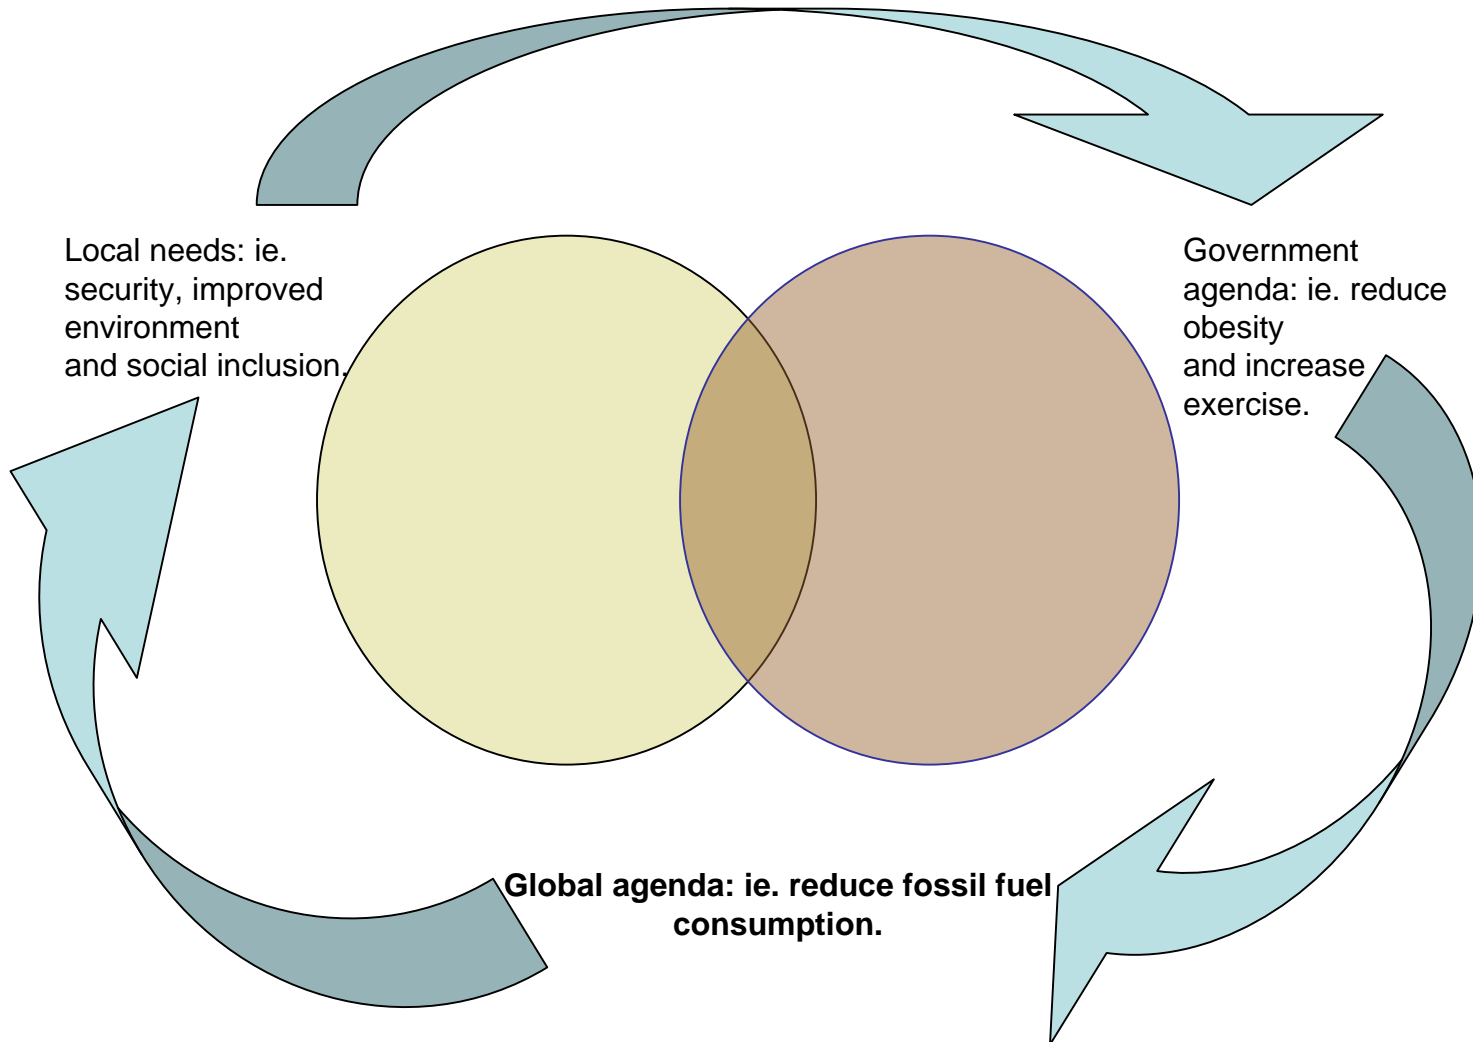 Local needs: ie.
security, improved
environment
and social inclusion.
Government
agenda: ie. reduce
obesity
and increase
exercise.
Global agenda: ie. reduce fossil fuel
consumption.